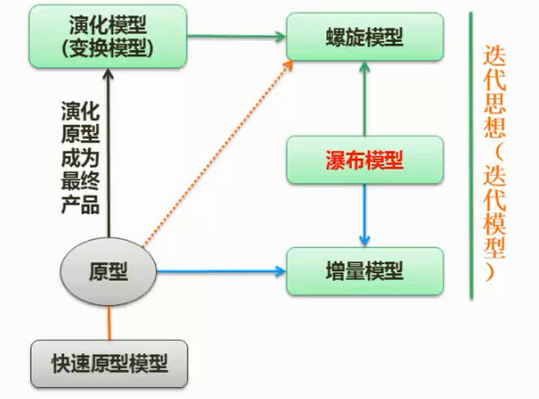 演化模型
(变换模型)
螺旋模型
演化
原型
成为
最终
产品
瀑布模型
原型
增量模型
快速原型模型
迭代思想（迭代模型）